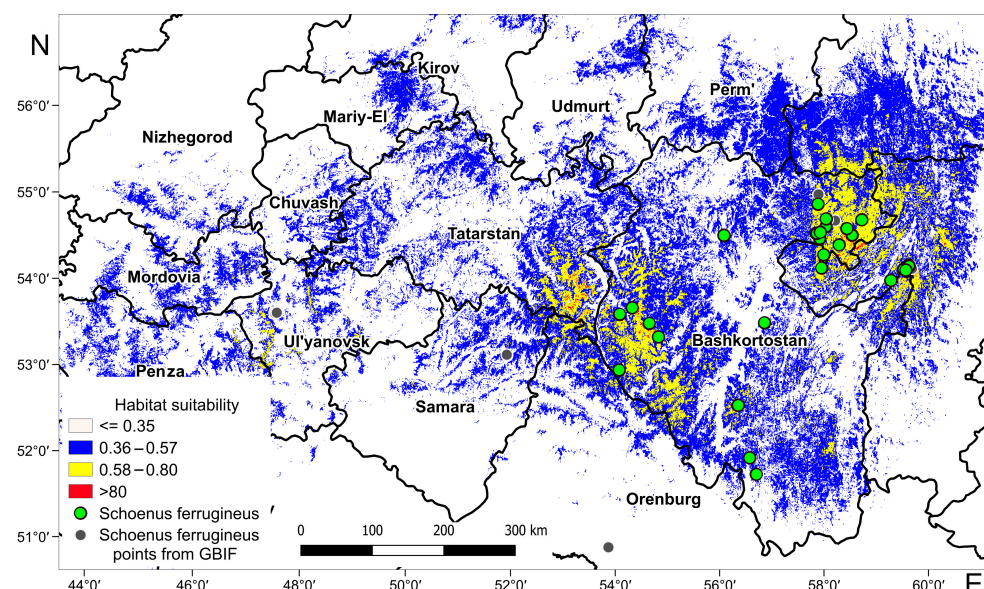 N
Kirov
Perm'
56°0'
Mariy-El
Udmurt
Nizhegorod
55°0'
Chuvash
Tatarstan
54°0'
Mordovia
Ul'yanovsk
Bashkortostan
53°0'
Penza
Samara
Habitat suitability
<= 0.35
0.36–0.57
0.58–0.80
>80
52°0'
Orenburg
Schoenus ferrugineus
Schoenus ferrugineus
points from GBIF
51°0'
0 100 200 300 km
44°0' 46°0' 48°0' 50°0' 52°0' 54°0' 56°0' 58°0' 60°0'
E